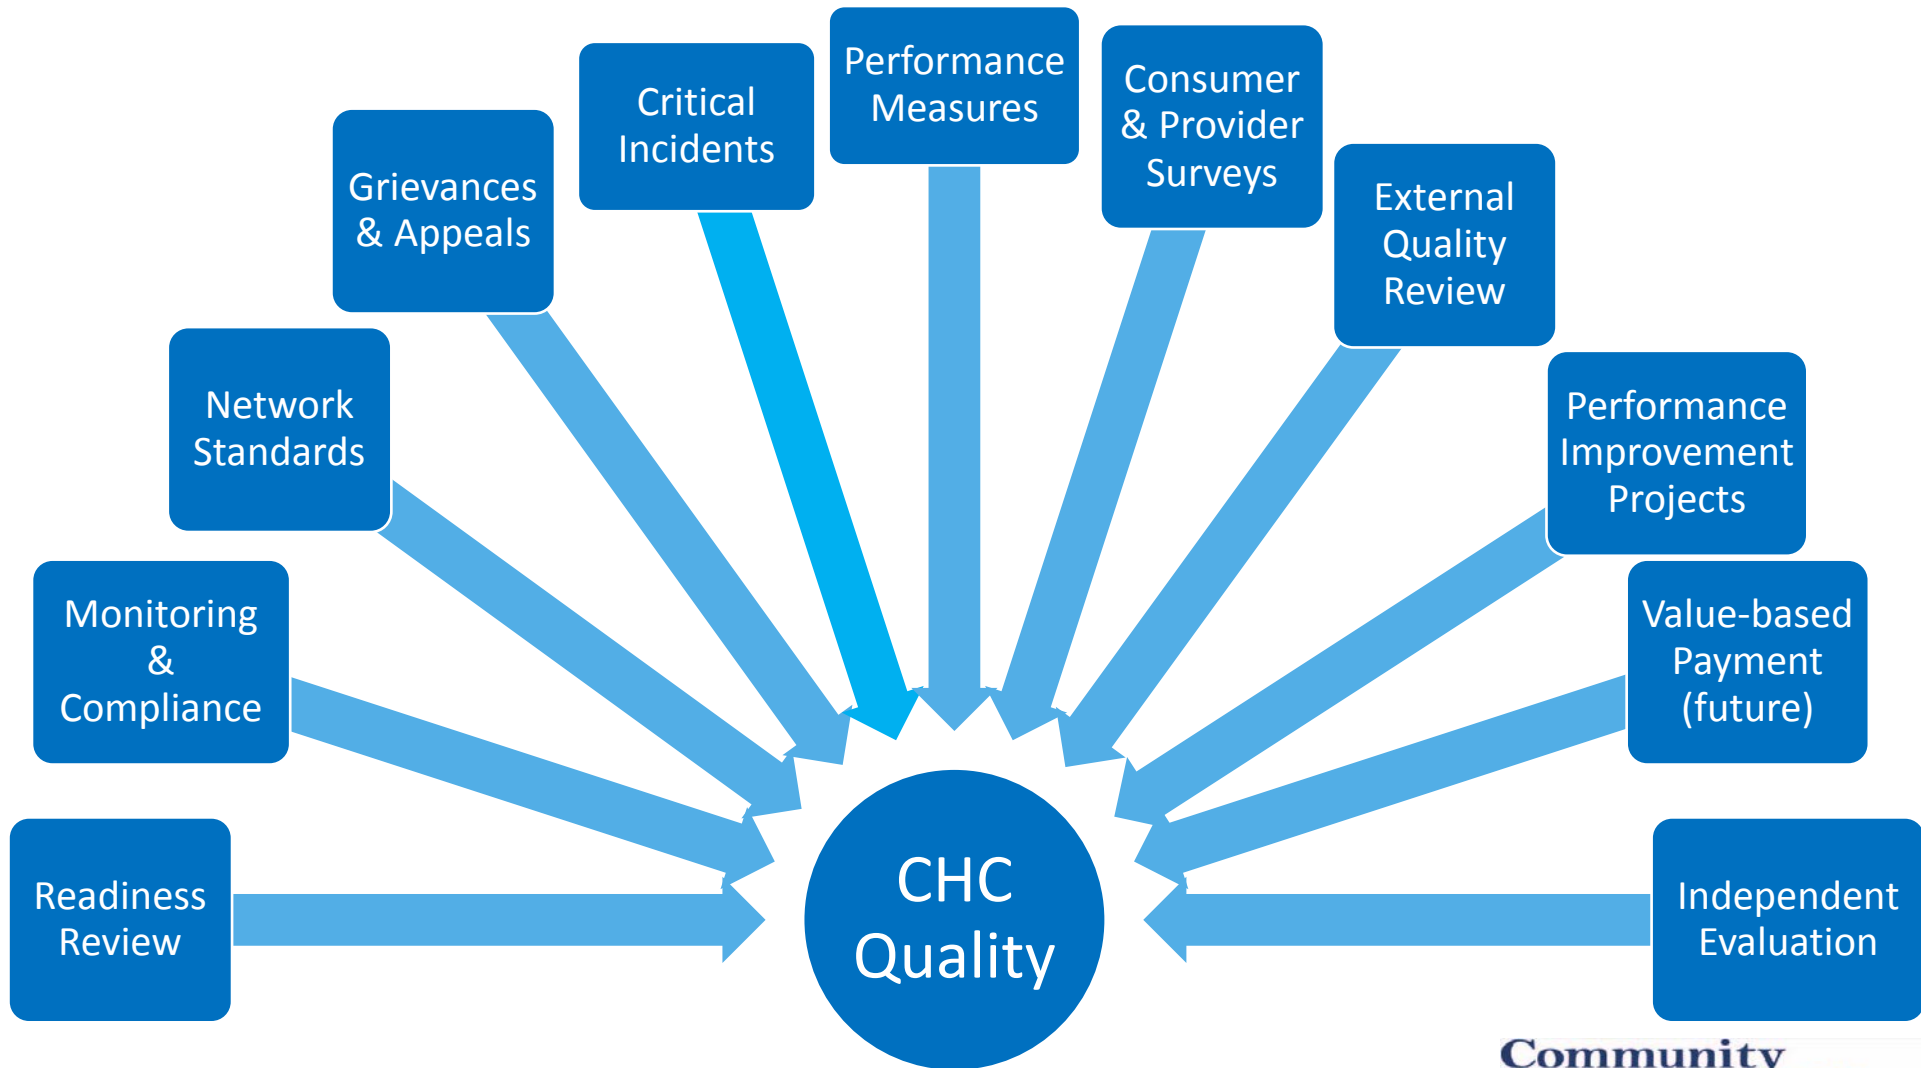 Readiness
Review
Monitoring
&
Compliance
Network
Standards
Grievances
& Appeals
Critical
Incidents
Performance
Measures
Consumer
& Provider
Surveys
External
Quality
Review
Performance
Improvement
Projects
Value-based
Payment
(future)
Independent
Evaluation
CHC
Quality
Community